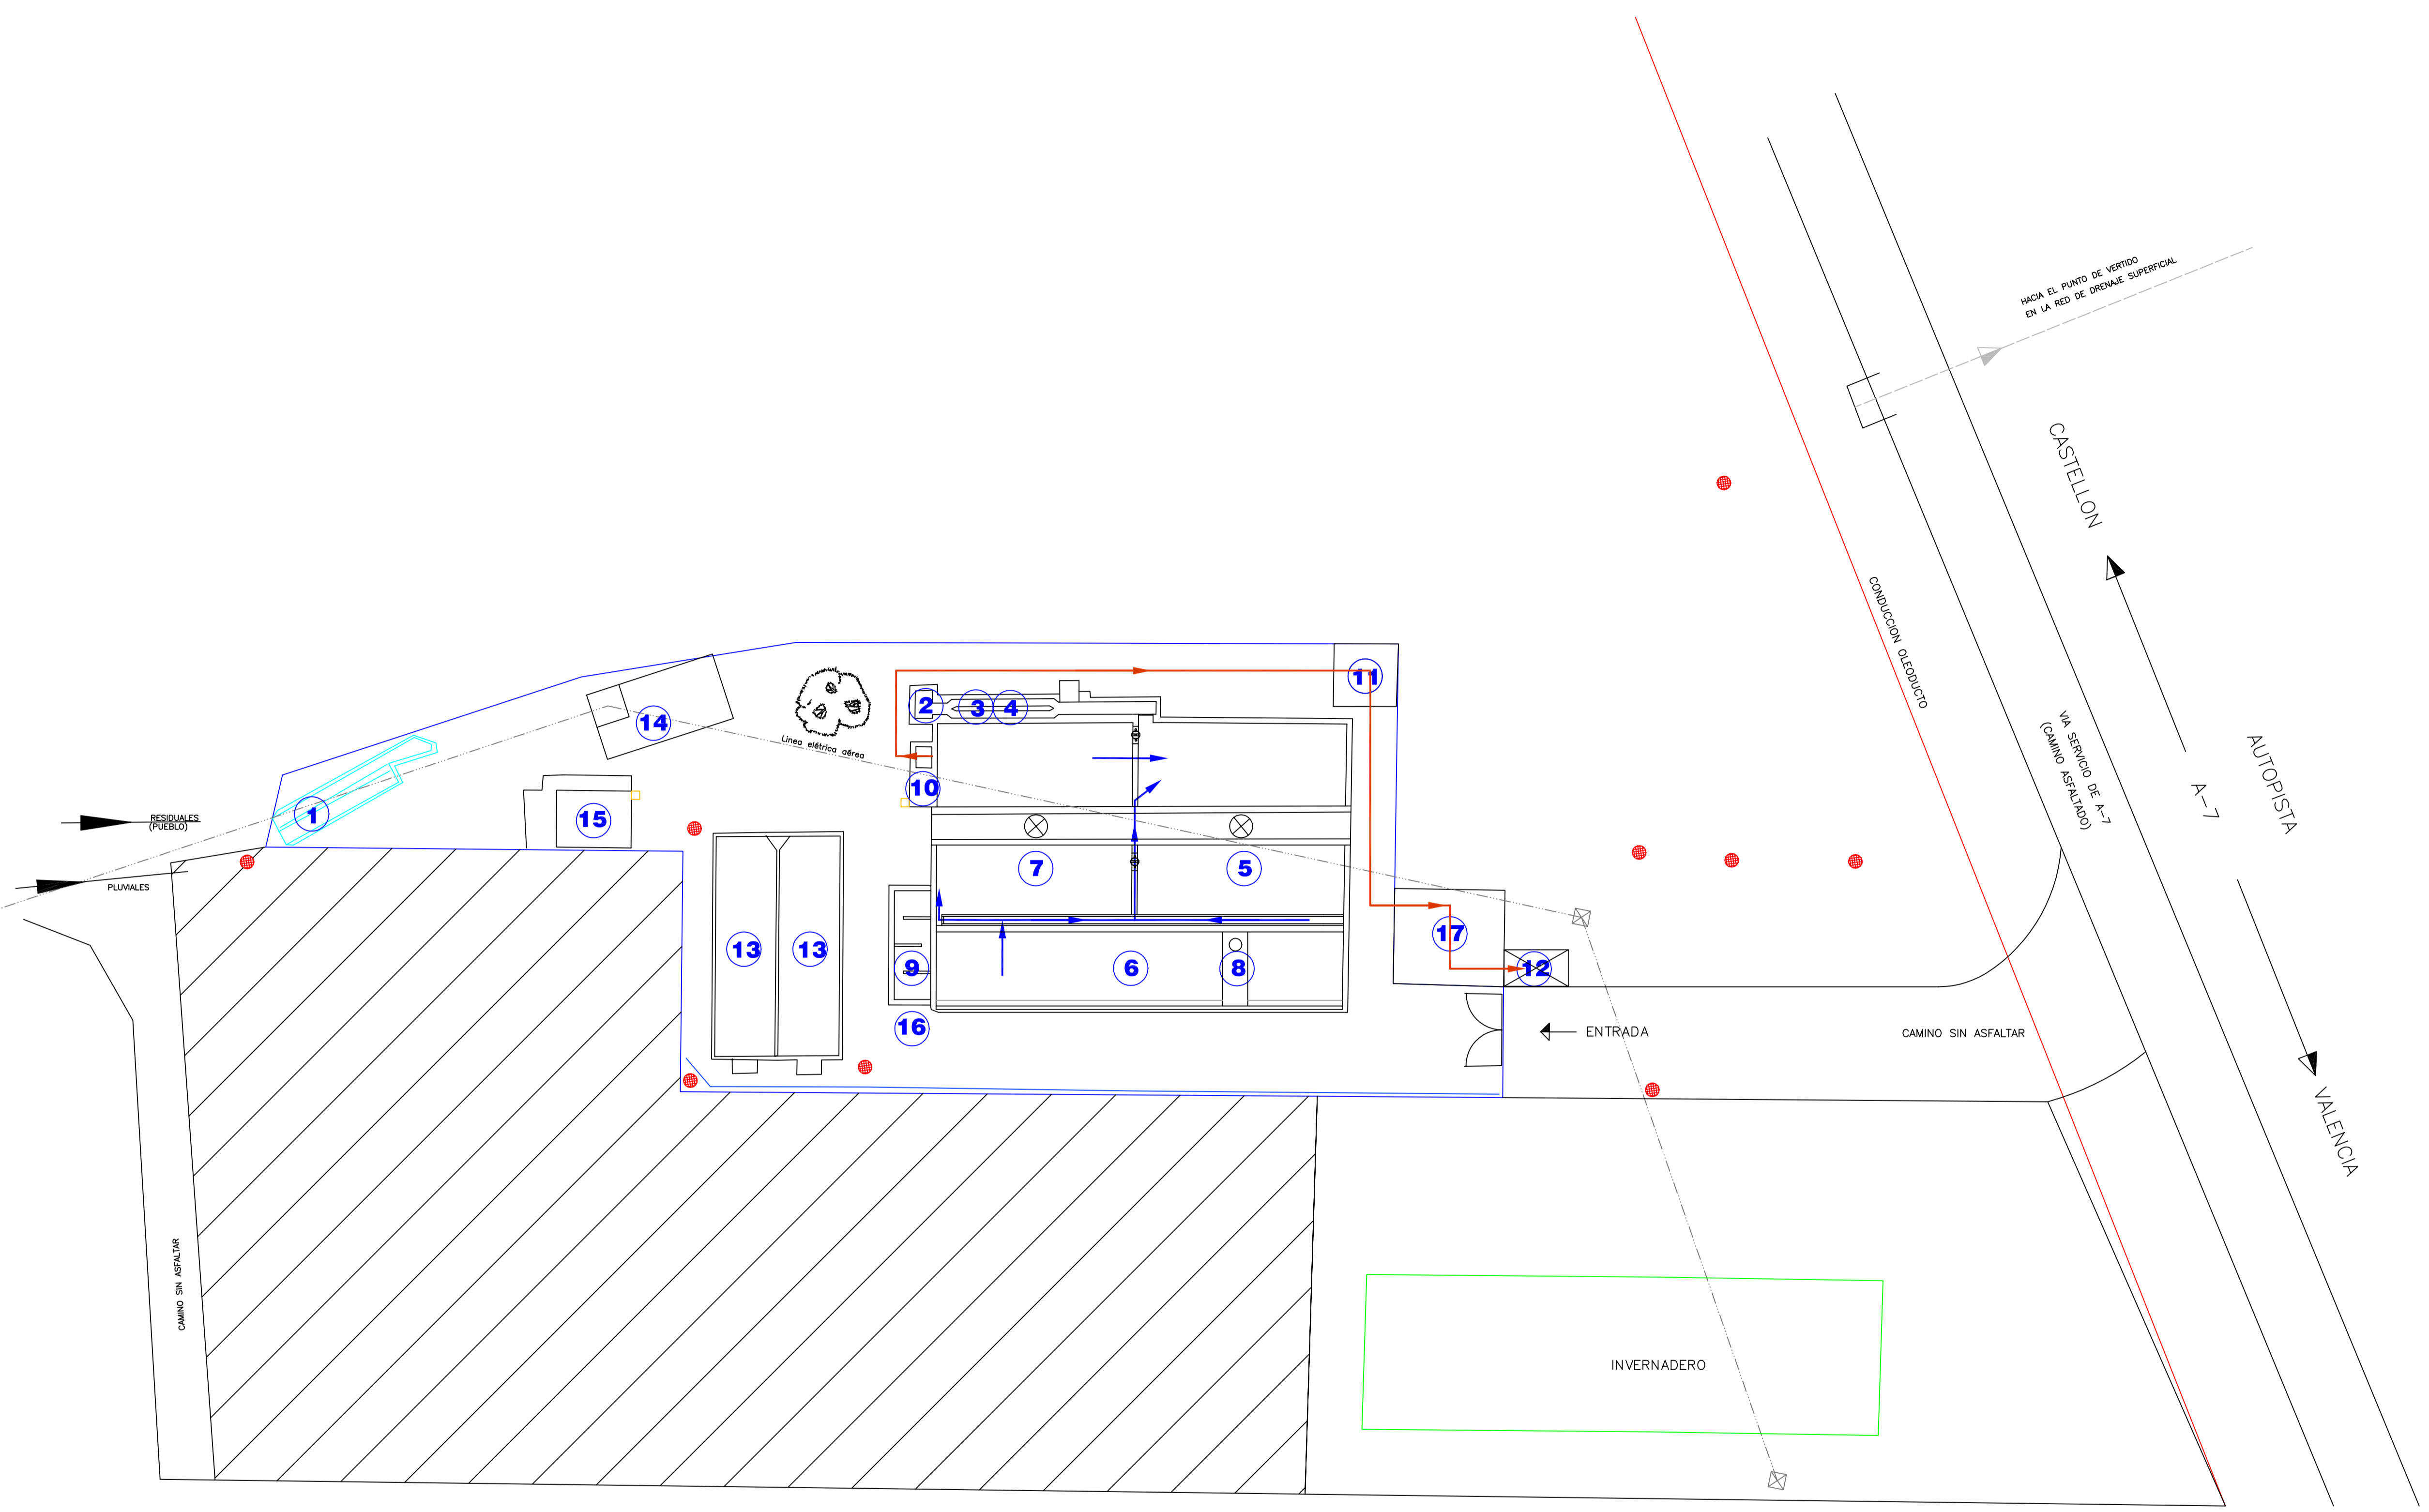 HACIA EL PUNTO DE VERTIDO
EN LA RED DE DRENAJE SUPERFICIAL
CASTELLON
CONDUCCION OLEODUCTO
VIA SERVICIO DE A-7
(CAMINO ASFALTADO)
AUTOPISTA
A-7
VALENCIA
11
2
3
4
14
Línea elétrica aérea
10
1
15
RESIDUALES
(PUEBLO)
PLUVIALES
7
5
13
13
17
9
6
8
12
16
ENTRADA
CAMINO SIN ASFALTAR
CAMINO SIN ASFALTAR
INVERNADERO